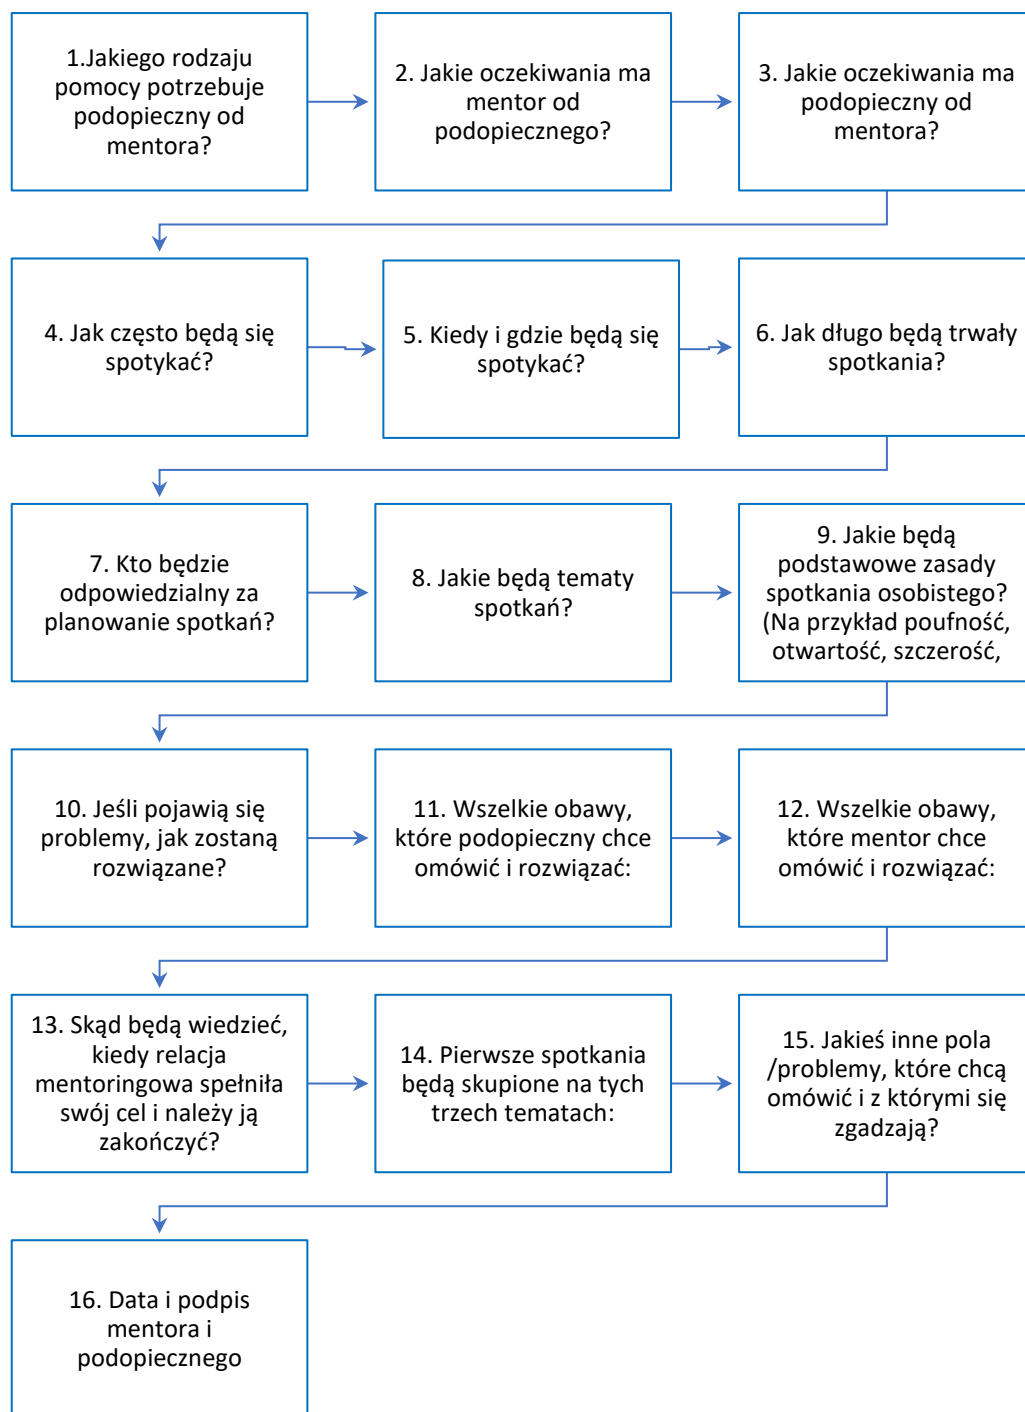 1.Jakiego rodzaju
pomocy potrzebuje
podopieczny od
mentora?
2. Jakie oczekiwania ma
mentor od
podopiecznego?
3. Jakie oczekiwania ma
podopieczny od
mentora?
4. Jak często będą się
spotykać?
5. Kiedy i gdzie będą się
spotykać?
6. Jak długo będą trwały
spotkania?
7. Kto będzie
odpowiedzialny za
planowanie spotkań?
8. Jakie będą tematy
spotkań?
9. Jakie będą
podstawowe zasady
spotkania osobistego?
(Na przykład poufność,
otwartość, szczerość,
10. Jeśli pojawią się
problemy, jak zostaną
rozwiązane?
11. Wszelkie obawy,
które podopieczny chce
omówić i rozwiązać:
12. Wszelkie obawy,
które mentor chce
omówić i rozwiązać:
13. Skąd będą wiedzieć,
kiedy relacja
mentoringowa spełniła
swój cel i należy ją
zakończyć?
14. Pierwsze spotkania
będą skupione na tych
trzech tematach:
15. Jakieś inne pola
/problemy, które chcą
omówić i z którymi się
zgadzają?
16. Data i podpis
mentora i
podopiecznego